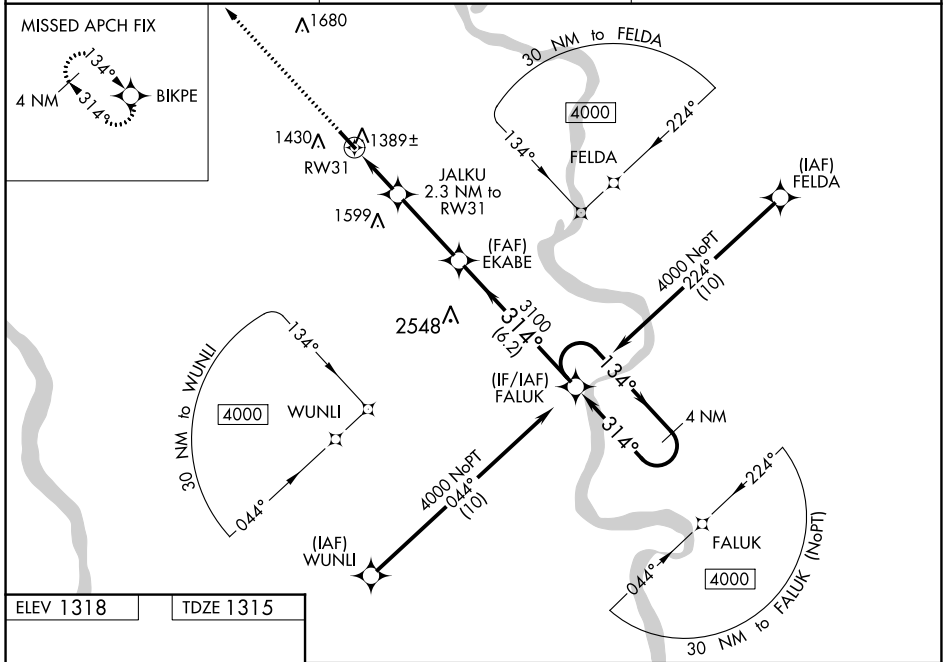 MISSED APCH FIX
134°
4 NM
314°
BIKPE
1680
30 NM to FELDA
4000
134°
224°
FELDA
1430
1389±
RW31
JALKU
2.3 NM to
RW31
1599
(IAF)
FELDA
(FAF)
EKABE
4000 NoPT
224°
(10)
2548
3100
314°
(6.2)
134°
30 NM to WUNLI
4000
WUNLI
044°
(IF/IAF)
FALUK
134°
314°
4 NM
4000 NoPT
044°
(10)
(IAF)
WUNLI
224°
FALUK
044°
4000
30 NM to FALUK (NoPT)
ELEV 1318
TDZE 1315